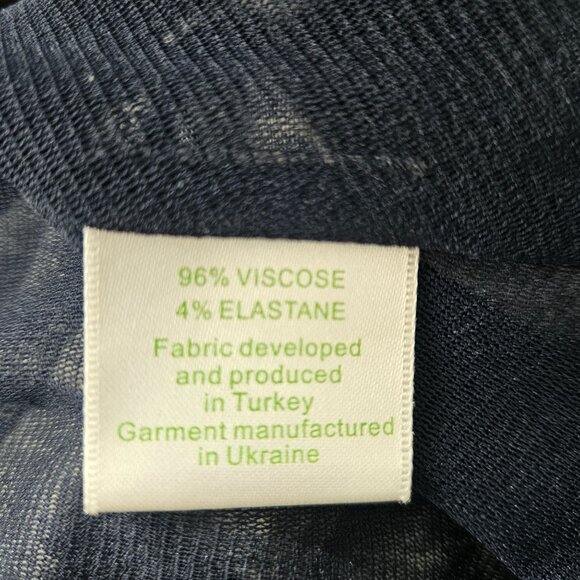 96% VISCOSE
4% ELASTANE
Fabric developed
and produced
in Turkey
Garment manufactured
in Ukraine